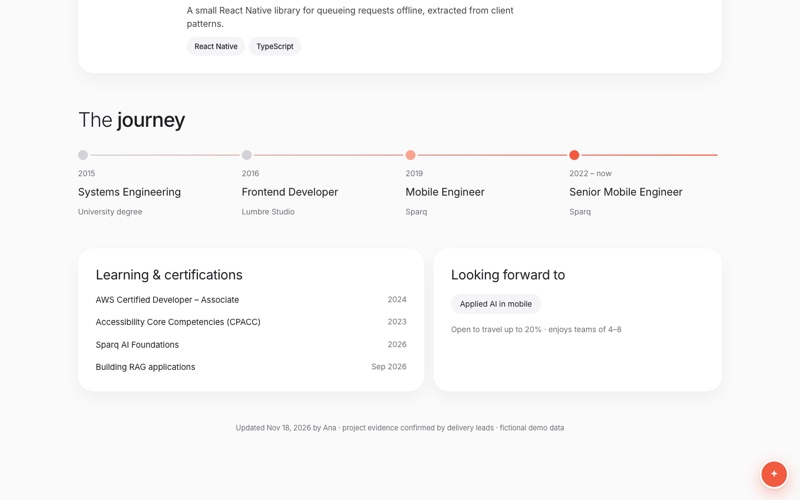 A small React Native library for queueing requests offline, extracted from client
patterns.
React Native TypeScript
The journey
2015
Systems Engineering
University degree
2016
Frontend Developer
Lumbre Studio
2019
Mobile Engineer
Sparq
2022 – now
Senior Mobile Engineer
Sparq
Learning & certifications
AWS Certified Developer – Associate 2024
Accessibility Core Competencies (CPACC) 2023
Sparq AI Foundations 2026
Building RAG applications Sep 2026
Looking forward to
Applied AI in mobile
Open to travel up to 20% · enjoys teams of 4–8
Updated Nov 18, 2026 by Ana · project evidence confirmed by delivery leads · fictional demo data